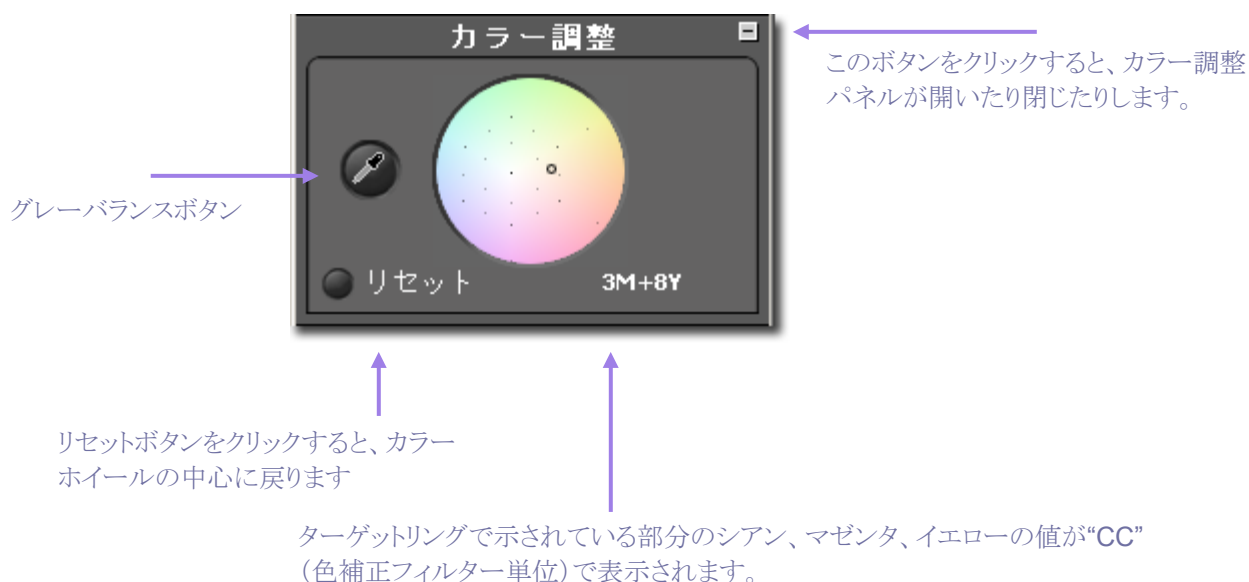 カラー調整
このボタンをクリックすると、カラー調整
パネルが開いたり閉じたりします。
グレーバランスボタン
リセット
3M+8Y
リセットボタンをクリックすると、カラー
ホイールの中心に戻ります
ターゲットリングで示されている部分のシアン、マゼンタ、イエローの値が“CC”
（色補正フィルター単位）で表示されます。